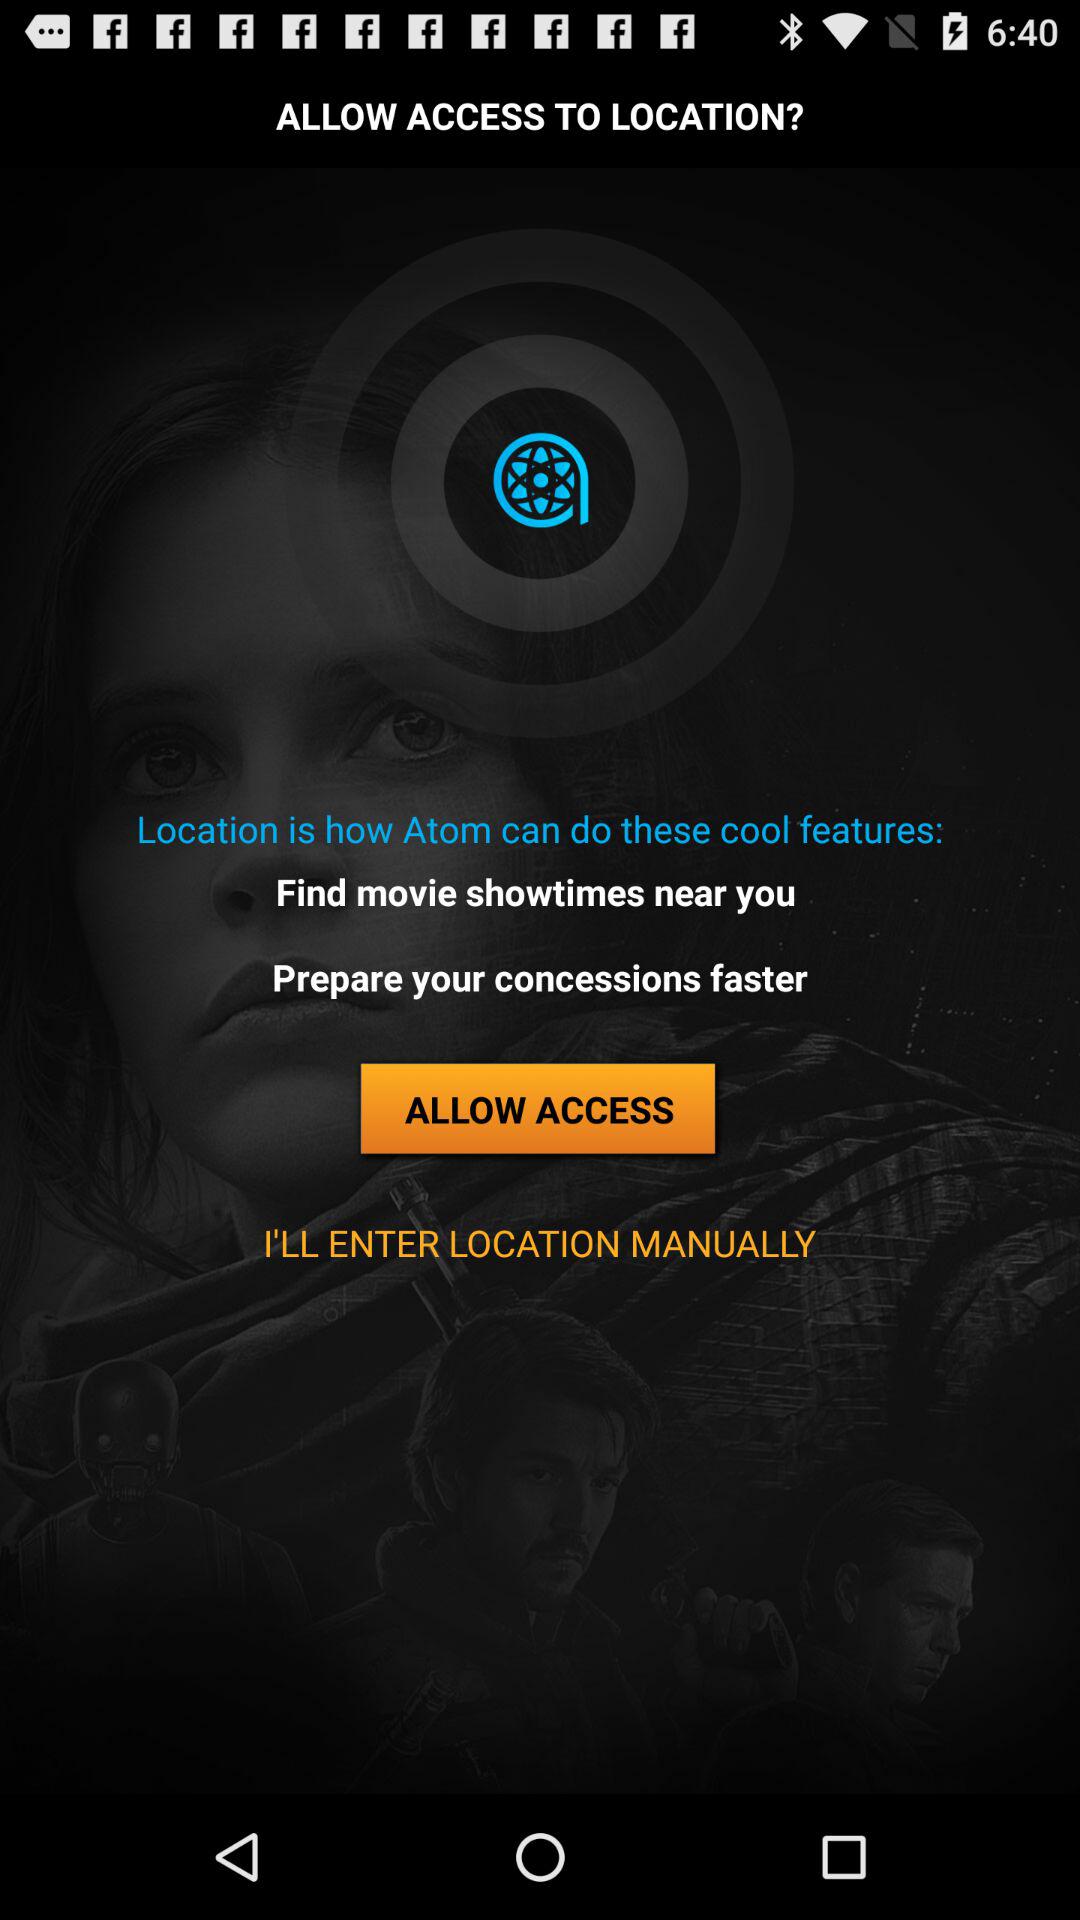 6:40
ALLOW ACCESS TO LOCATION?
Location is how Atom can do these cool features:
Find movie showtimes near you
Prepare your concessions faster
ALLOW ACCESS
I'LL ENTER LOCATION MANUALLY